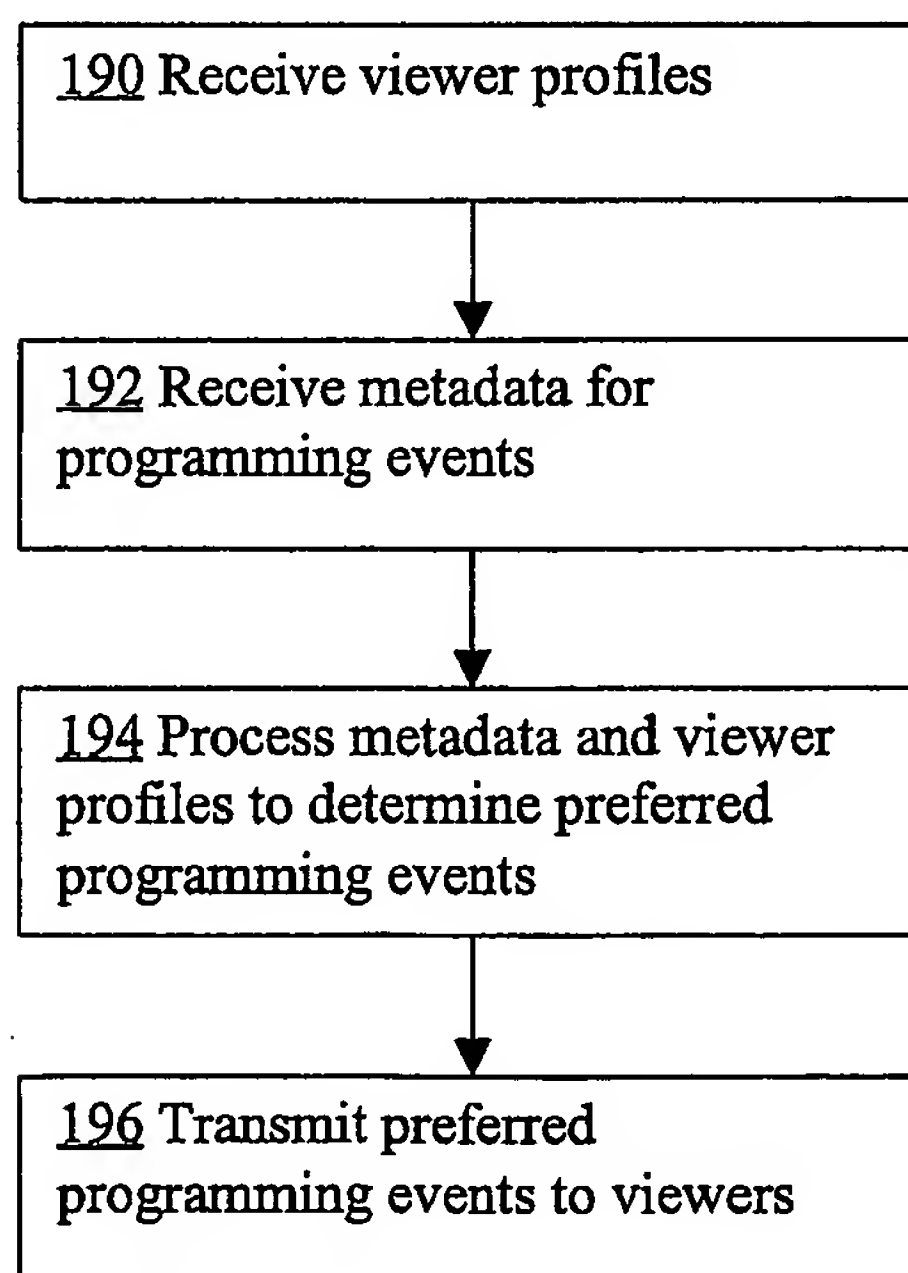 190 Receive viewer profiles
192 Receive metadata for
programming events
194 Process metadata and viewer
profiles to determine preferred
programming events
196 Transmit preferred
programming events to viewers